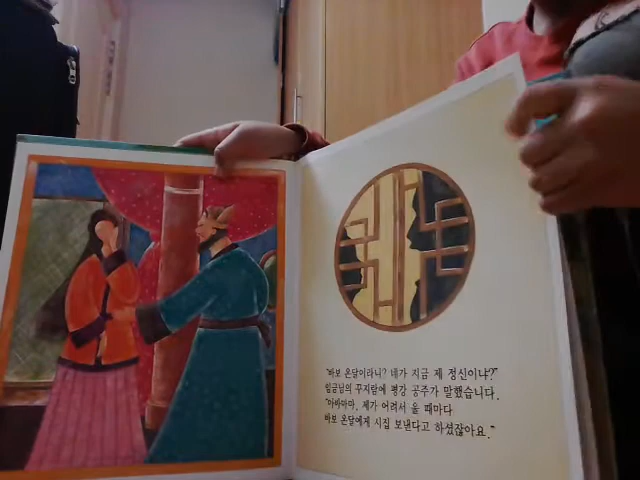 "바보 온달이라니? 네가 지금 제 정신이냐?"
임금님의 꾸지람에 평강 공주가 말했습니다.
"아바마마, 제가 어려서 울 때마다
바보 온달에게 시집 보낸다고 하셨잖아요."